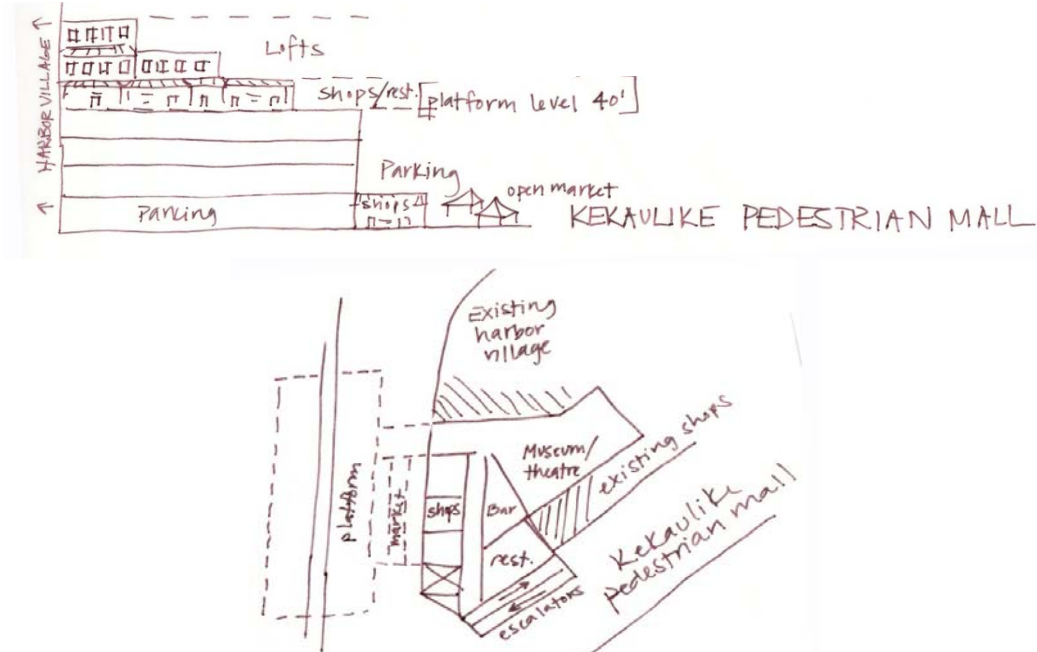 HARBOR VILLAGE
Lofts
shops/rest. [platform level 40']
Parking
open market
Parking
shops
KEKAULIKE PEDESTRIAN MALL
Existing
harbor
village
Museum/
theatre
existing shops
platform
market
shops
Bar
rest.
escalators
Kekaulike
pedestrian mall